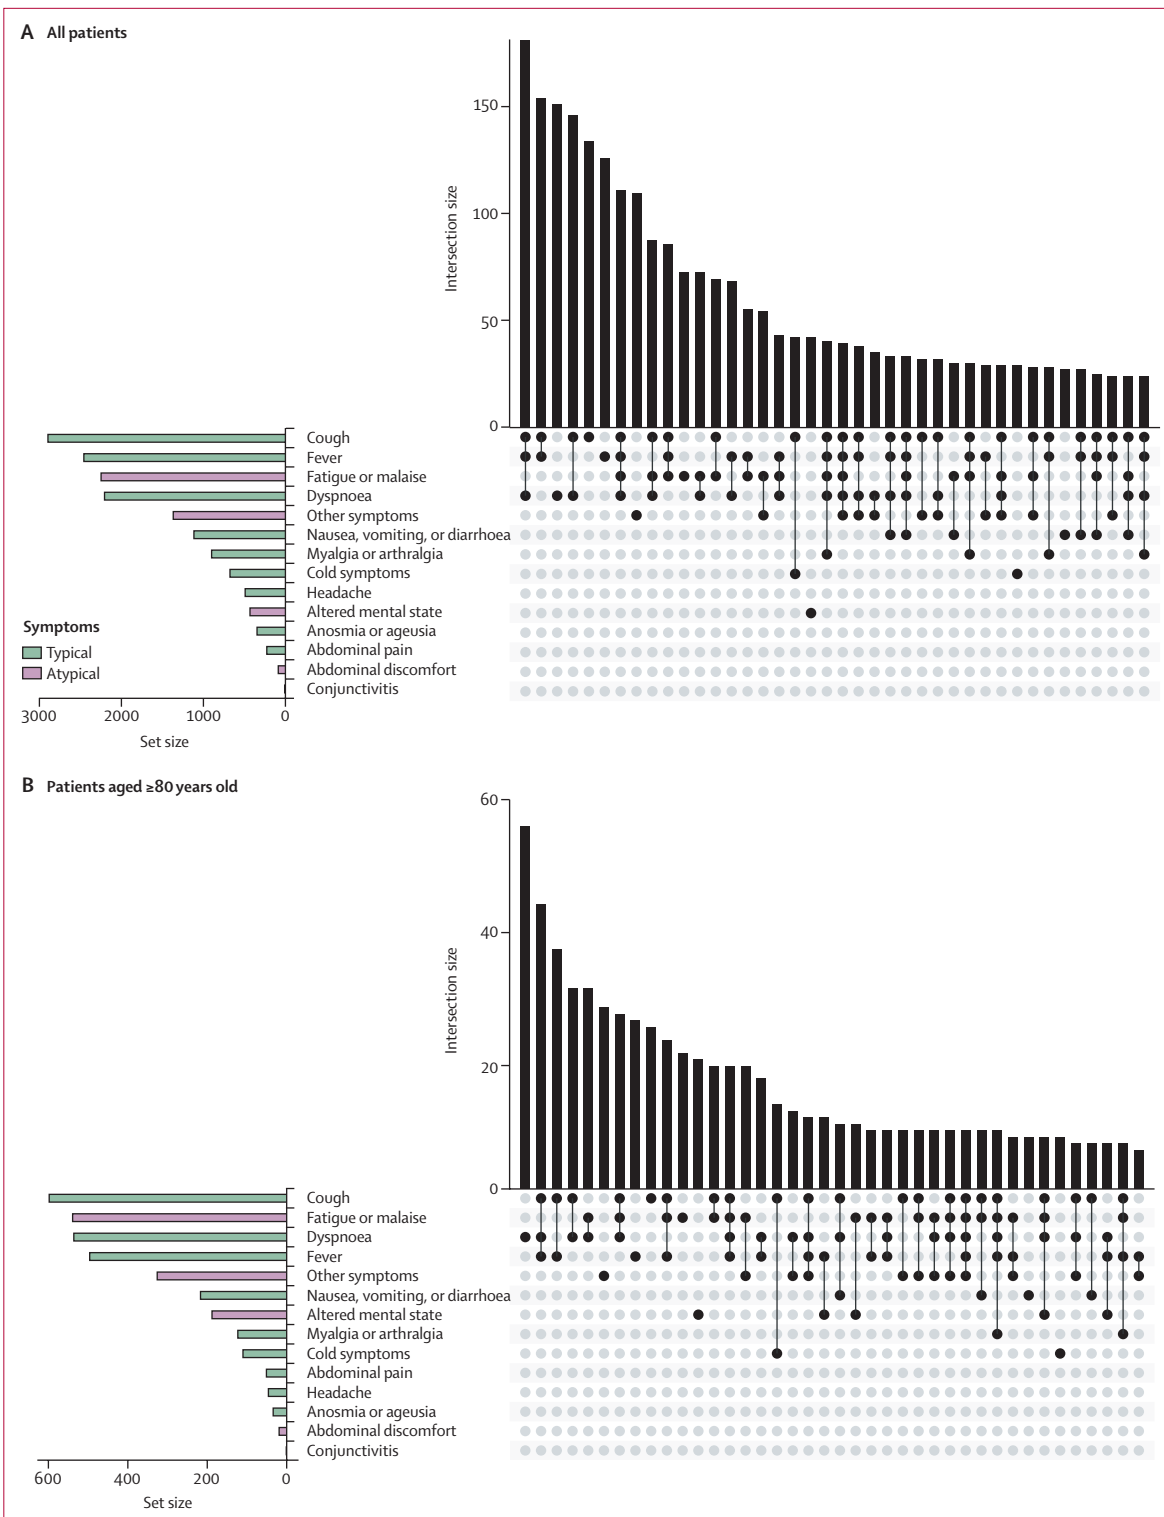 A All patients
150
100
50
0
Intersection size
Cough
Fever
Fatigue or malaise
Dyspnoea
Other symptoms
Nausea, vomiting, or diarrhoea
Myalgia or arthralgia
Cold symptoms
Headache
Altered mental state
Anosmia or ageusia
Abdominal pain
Abdominal discomfort
Conjunctivitis
Symptoms
Typical
Atypical
3000 2000 1000 0
Set size
B Patients aged ≥80 years old
60
40
20
0
Intersection size
Cough
Fatigue or malaise
Dyspnoea
Fever
Other symptoms
Nausea, vomiting, or diarrhoea
Altered mental state
Myalgia or arthralgia
Cold symptoms
Abdominal pain
Headache
Anosmia or ageusia
Abdominal discomfort
Conjunctivitis
600 400 200 0
Set size